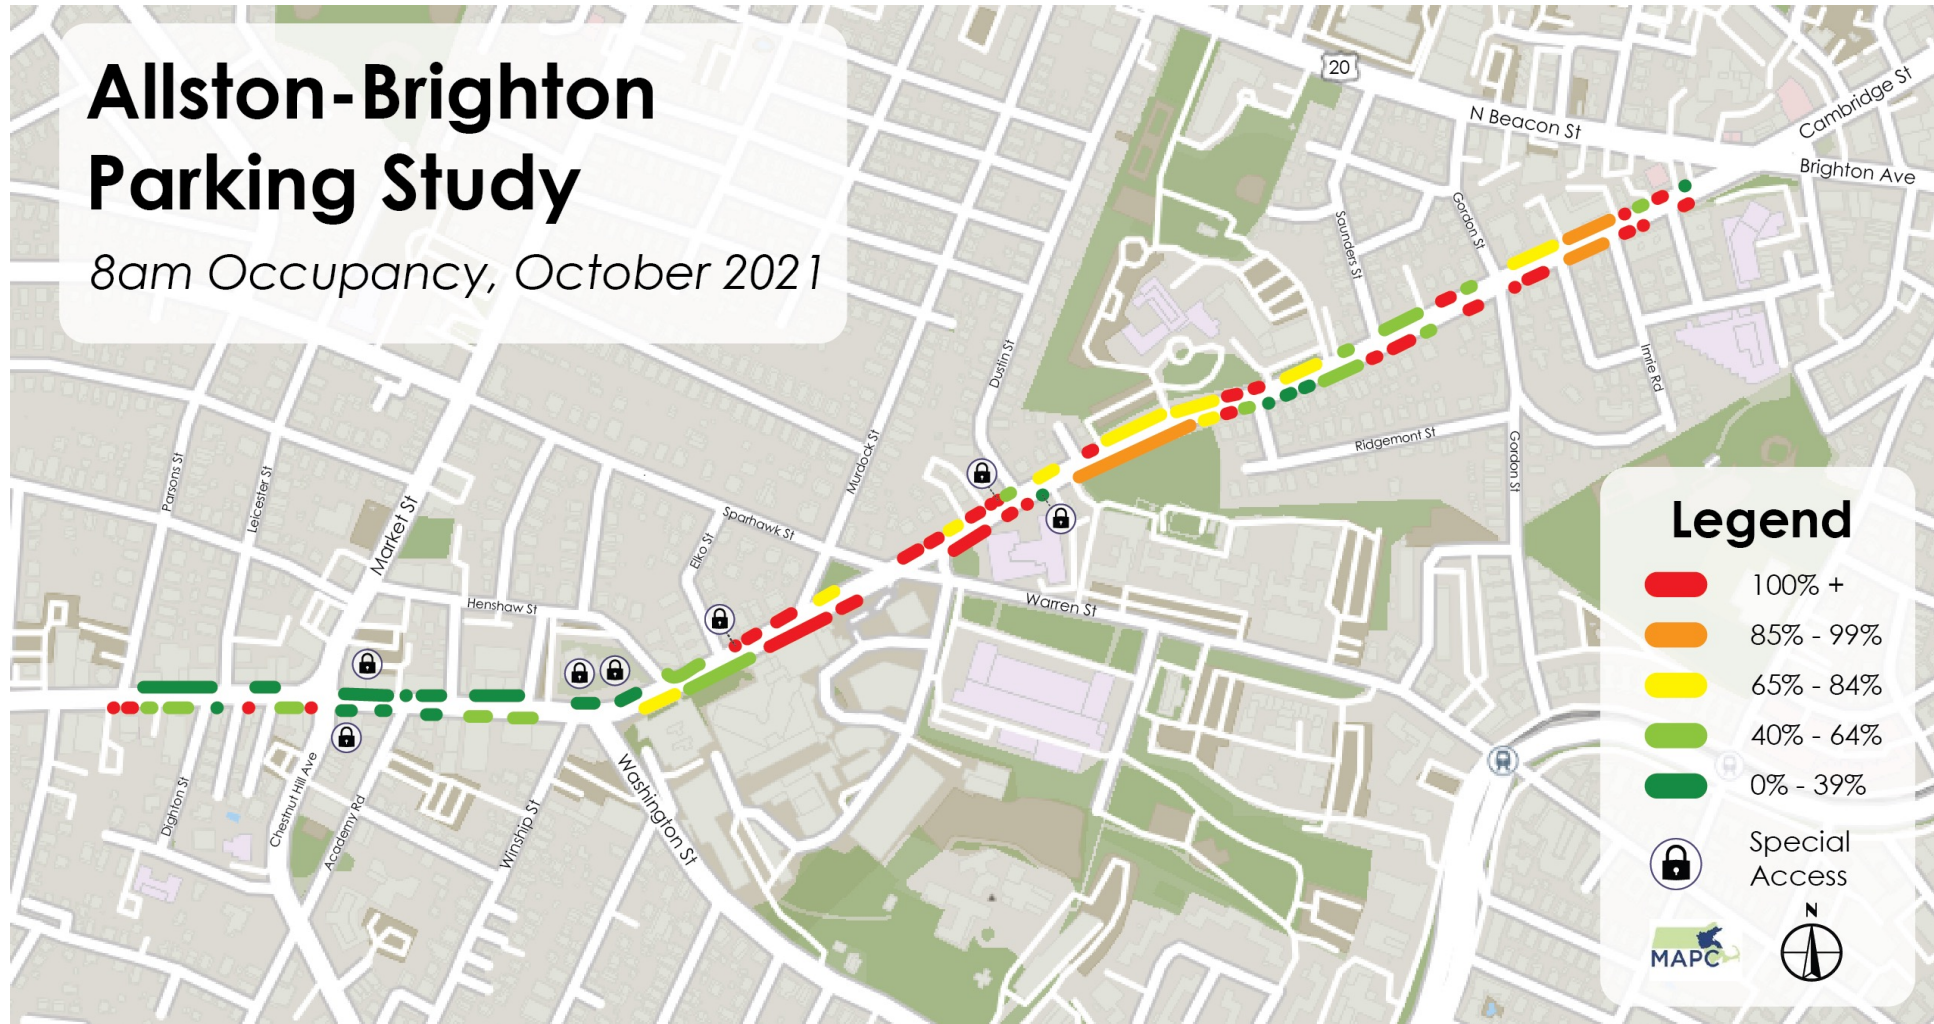 Allston-Brighton
Parking Study
8am Occupancy, October 2021
20
N Beacon St
Cambridge St
Brighton Ave
Gordon St
Saunders St
Imrie Rd
Dustin St
Ridgemont St
Gordon St
Murdock St
Parsons St
Leicester St
Market St
Sparhawk St
Elko St
Henshaw St
Warren St
Washington St
Winship St
Chestnut Hill Ave
Academy Rd
Dighton St
Legend
100% +
85% - 99%
65% - 84%
40% - 64%
0% - 39%
Special
Access
MAPC
N